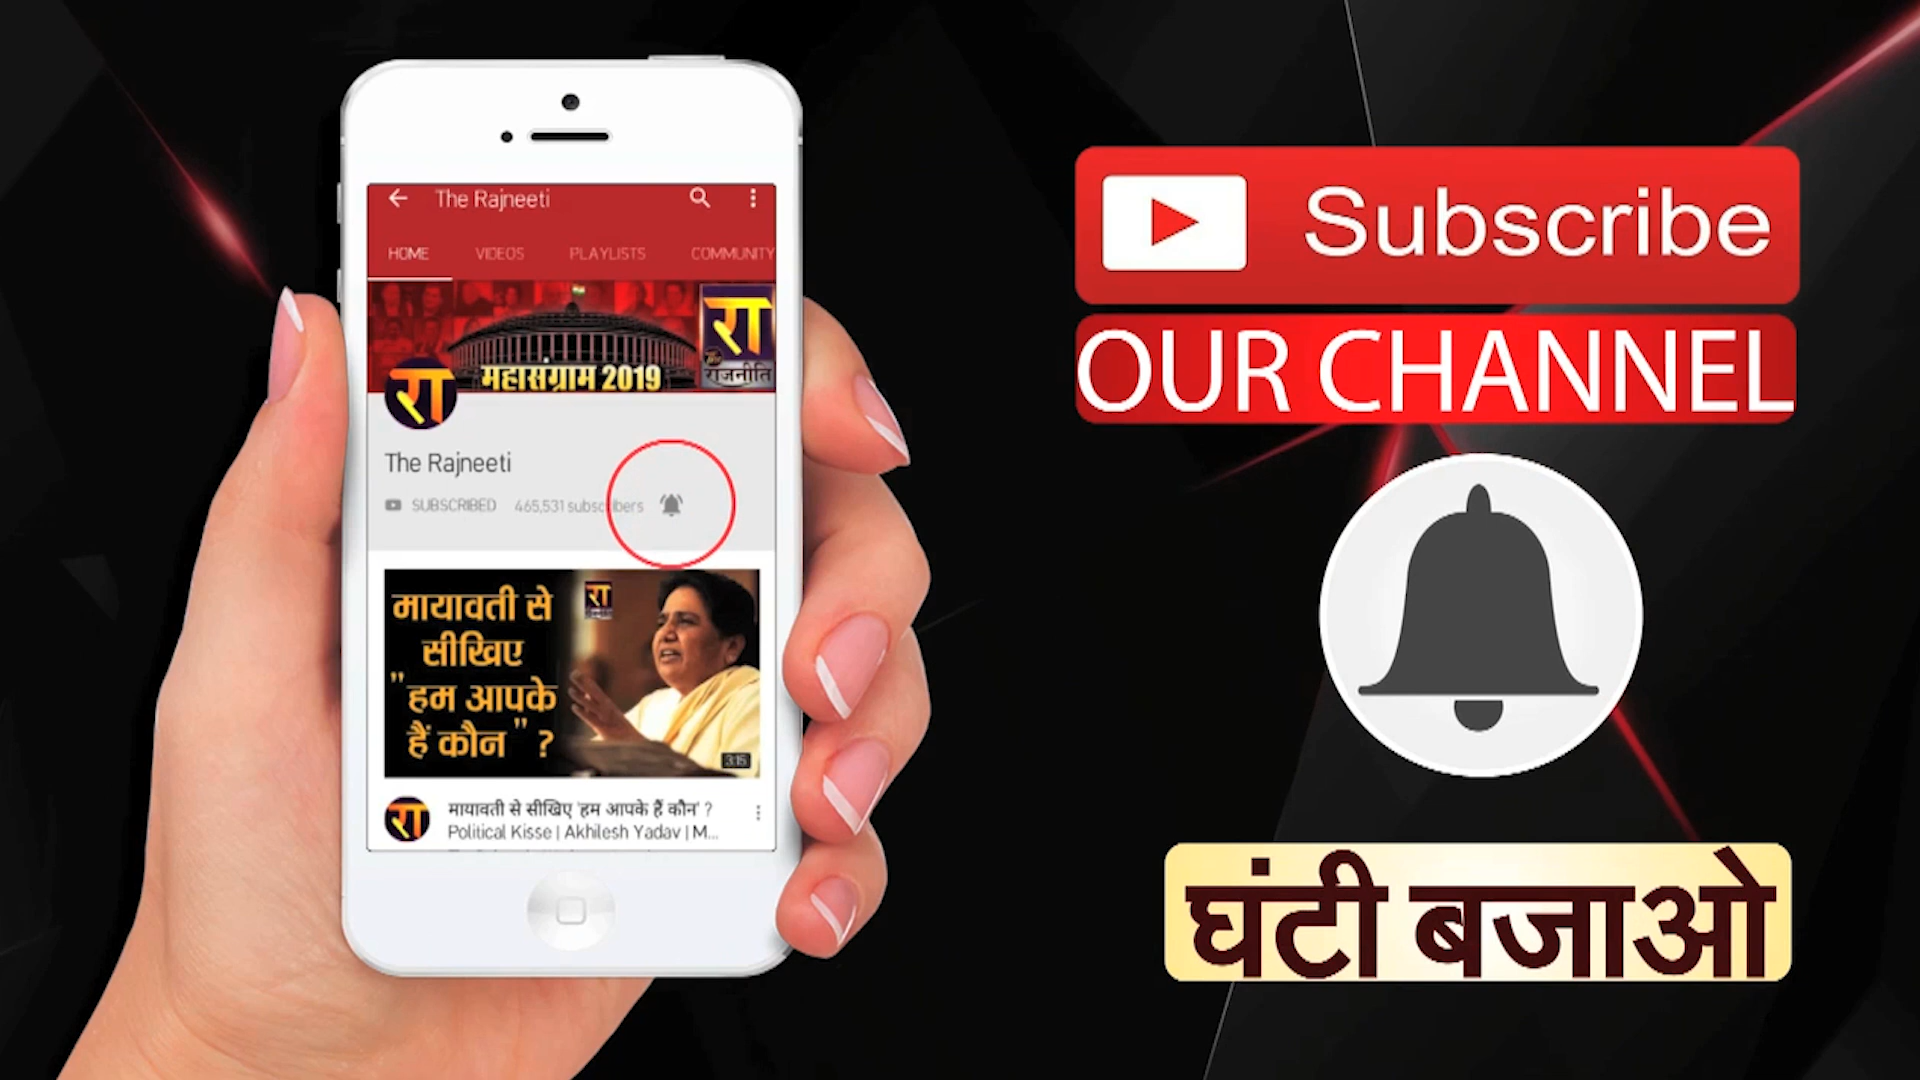 The Rajneeti
HOME VIDEOS PLAYLISTS COMMUNITY
रा
राजनीति
रा
महासंग्राम 2019
The Rajneeti
SUBSCRIBED 465,531 subscribers
रा
मायावती से
सीखिए
"हम आपके
हैं कौन" ?
3:15
रा
मायावती से सीखिए 'हम आपके हैं कौन' ?
Political Kisse | Akhilesh Yadav | M...
Subscribe
OUR CHANNEL
घंटी बजाओ